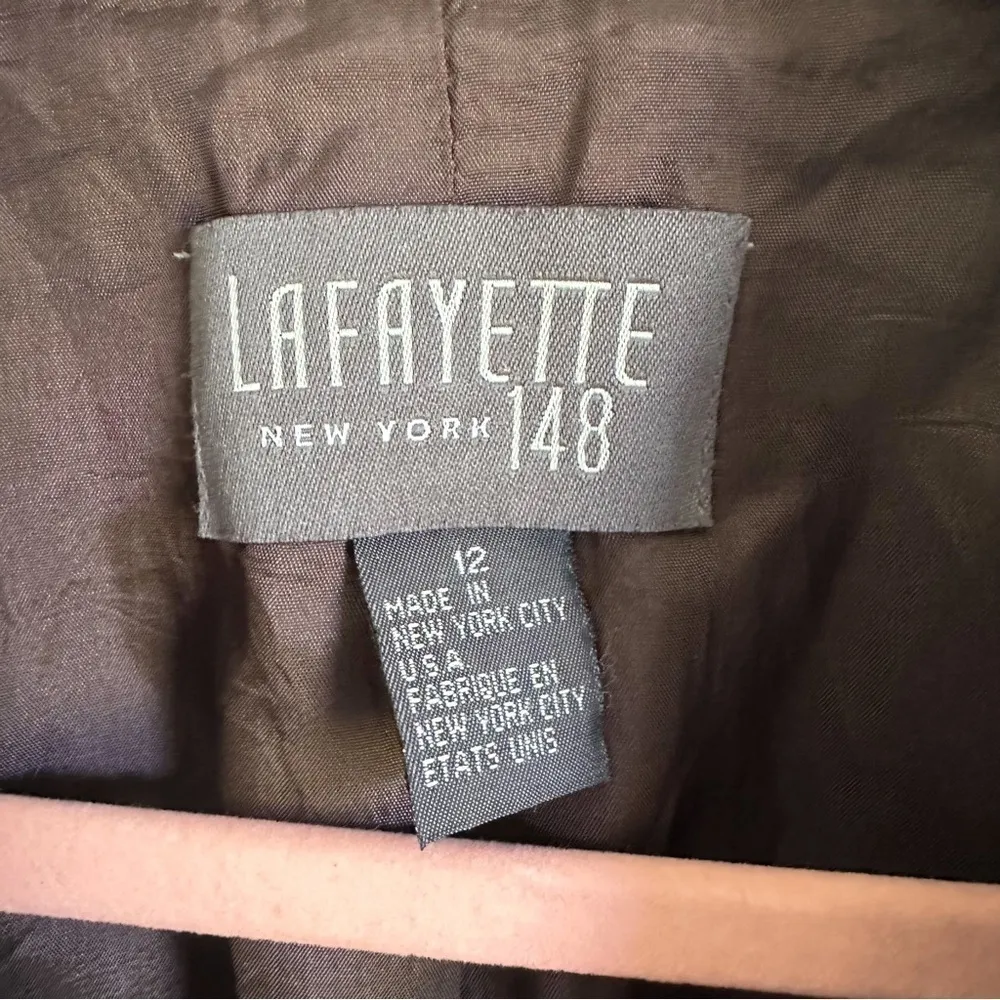 LAFAYETTE
NEW YORK 148
12
MADE IN
NEW YORK CITY
U.S.A
FABRIQUE EN
NEW YORK CITY
ETATS UNIS